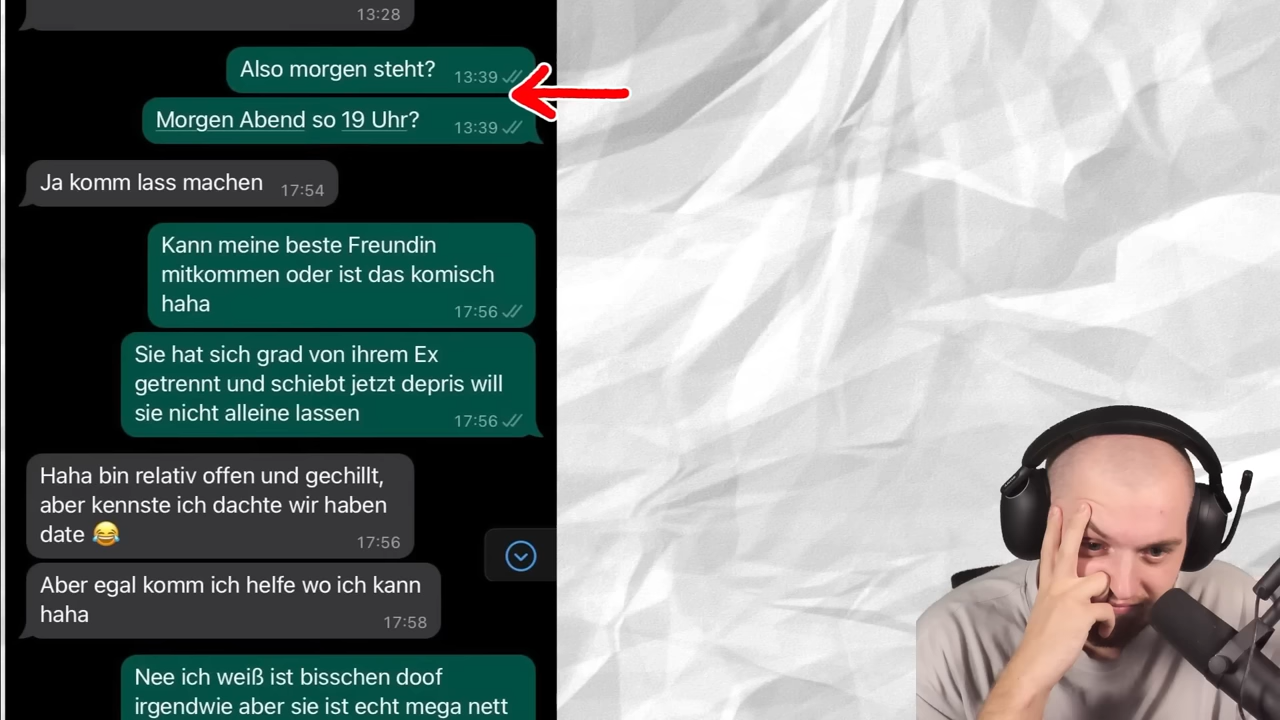 13:28
Also morgen steht? 13:39
Morgen Abend so 19 Uhr? 13:39
Ja komm lass machen 17:54
Kann meine beste Freundin
mitkommen oder ist das komisch
haha 17:56
Sie hat sich grad von ihrem Ex
getrennt und schiebt jetzt depris will
sie nicht alleine lassen 17:56
Haha bin relativ offen und gechillt,
aber kennste ich dachte wir haben
date 😂 17:56
Aber egal komm ich helfe wo ich kann
haha 17:58
Nee ich weiß ist bisschen doof
irgendwie aber sie ist echt mega nett